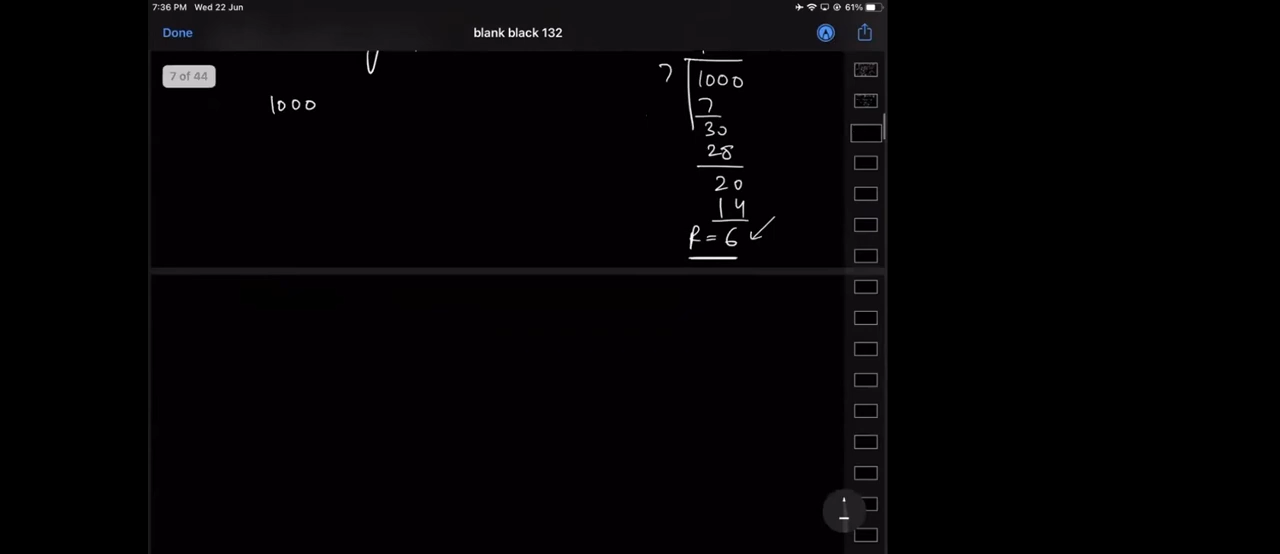 7:36 PM Wed 22 Jun
61%
Done
blank black 132
7 of 44
1000
7
1000
7
30
28
20
14
R = 6